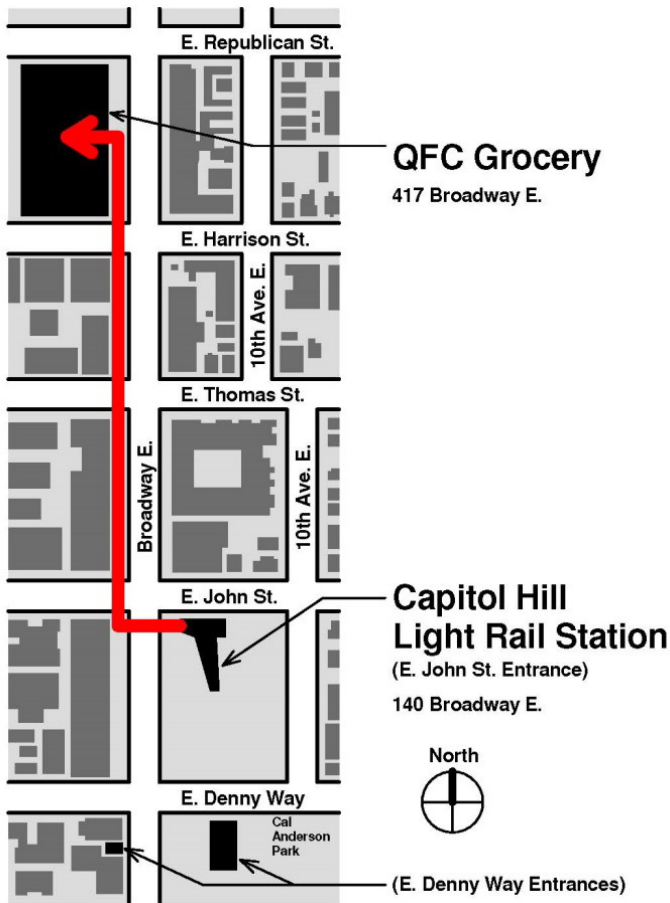 E. Republican St.
QFC Grocery
417 Broadway E.
E. Harrison St.
10th Ave. E.
E. Thomas St.
Broadway E.
10th Ave. E.
E. John St.
Capitol Hill
Light Rail Station
(E. John St. Entrance)
140 Broadway E.
North
E. Denny Way
Cal
Anderson
Park
(E. Denny Way Entrances)